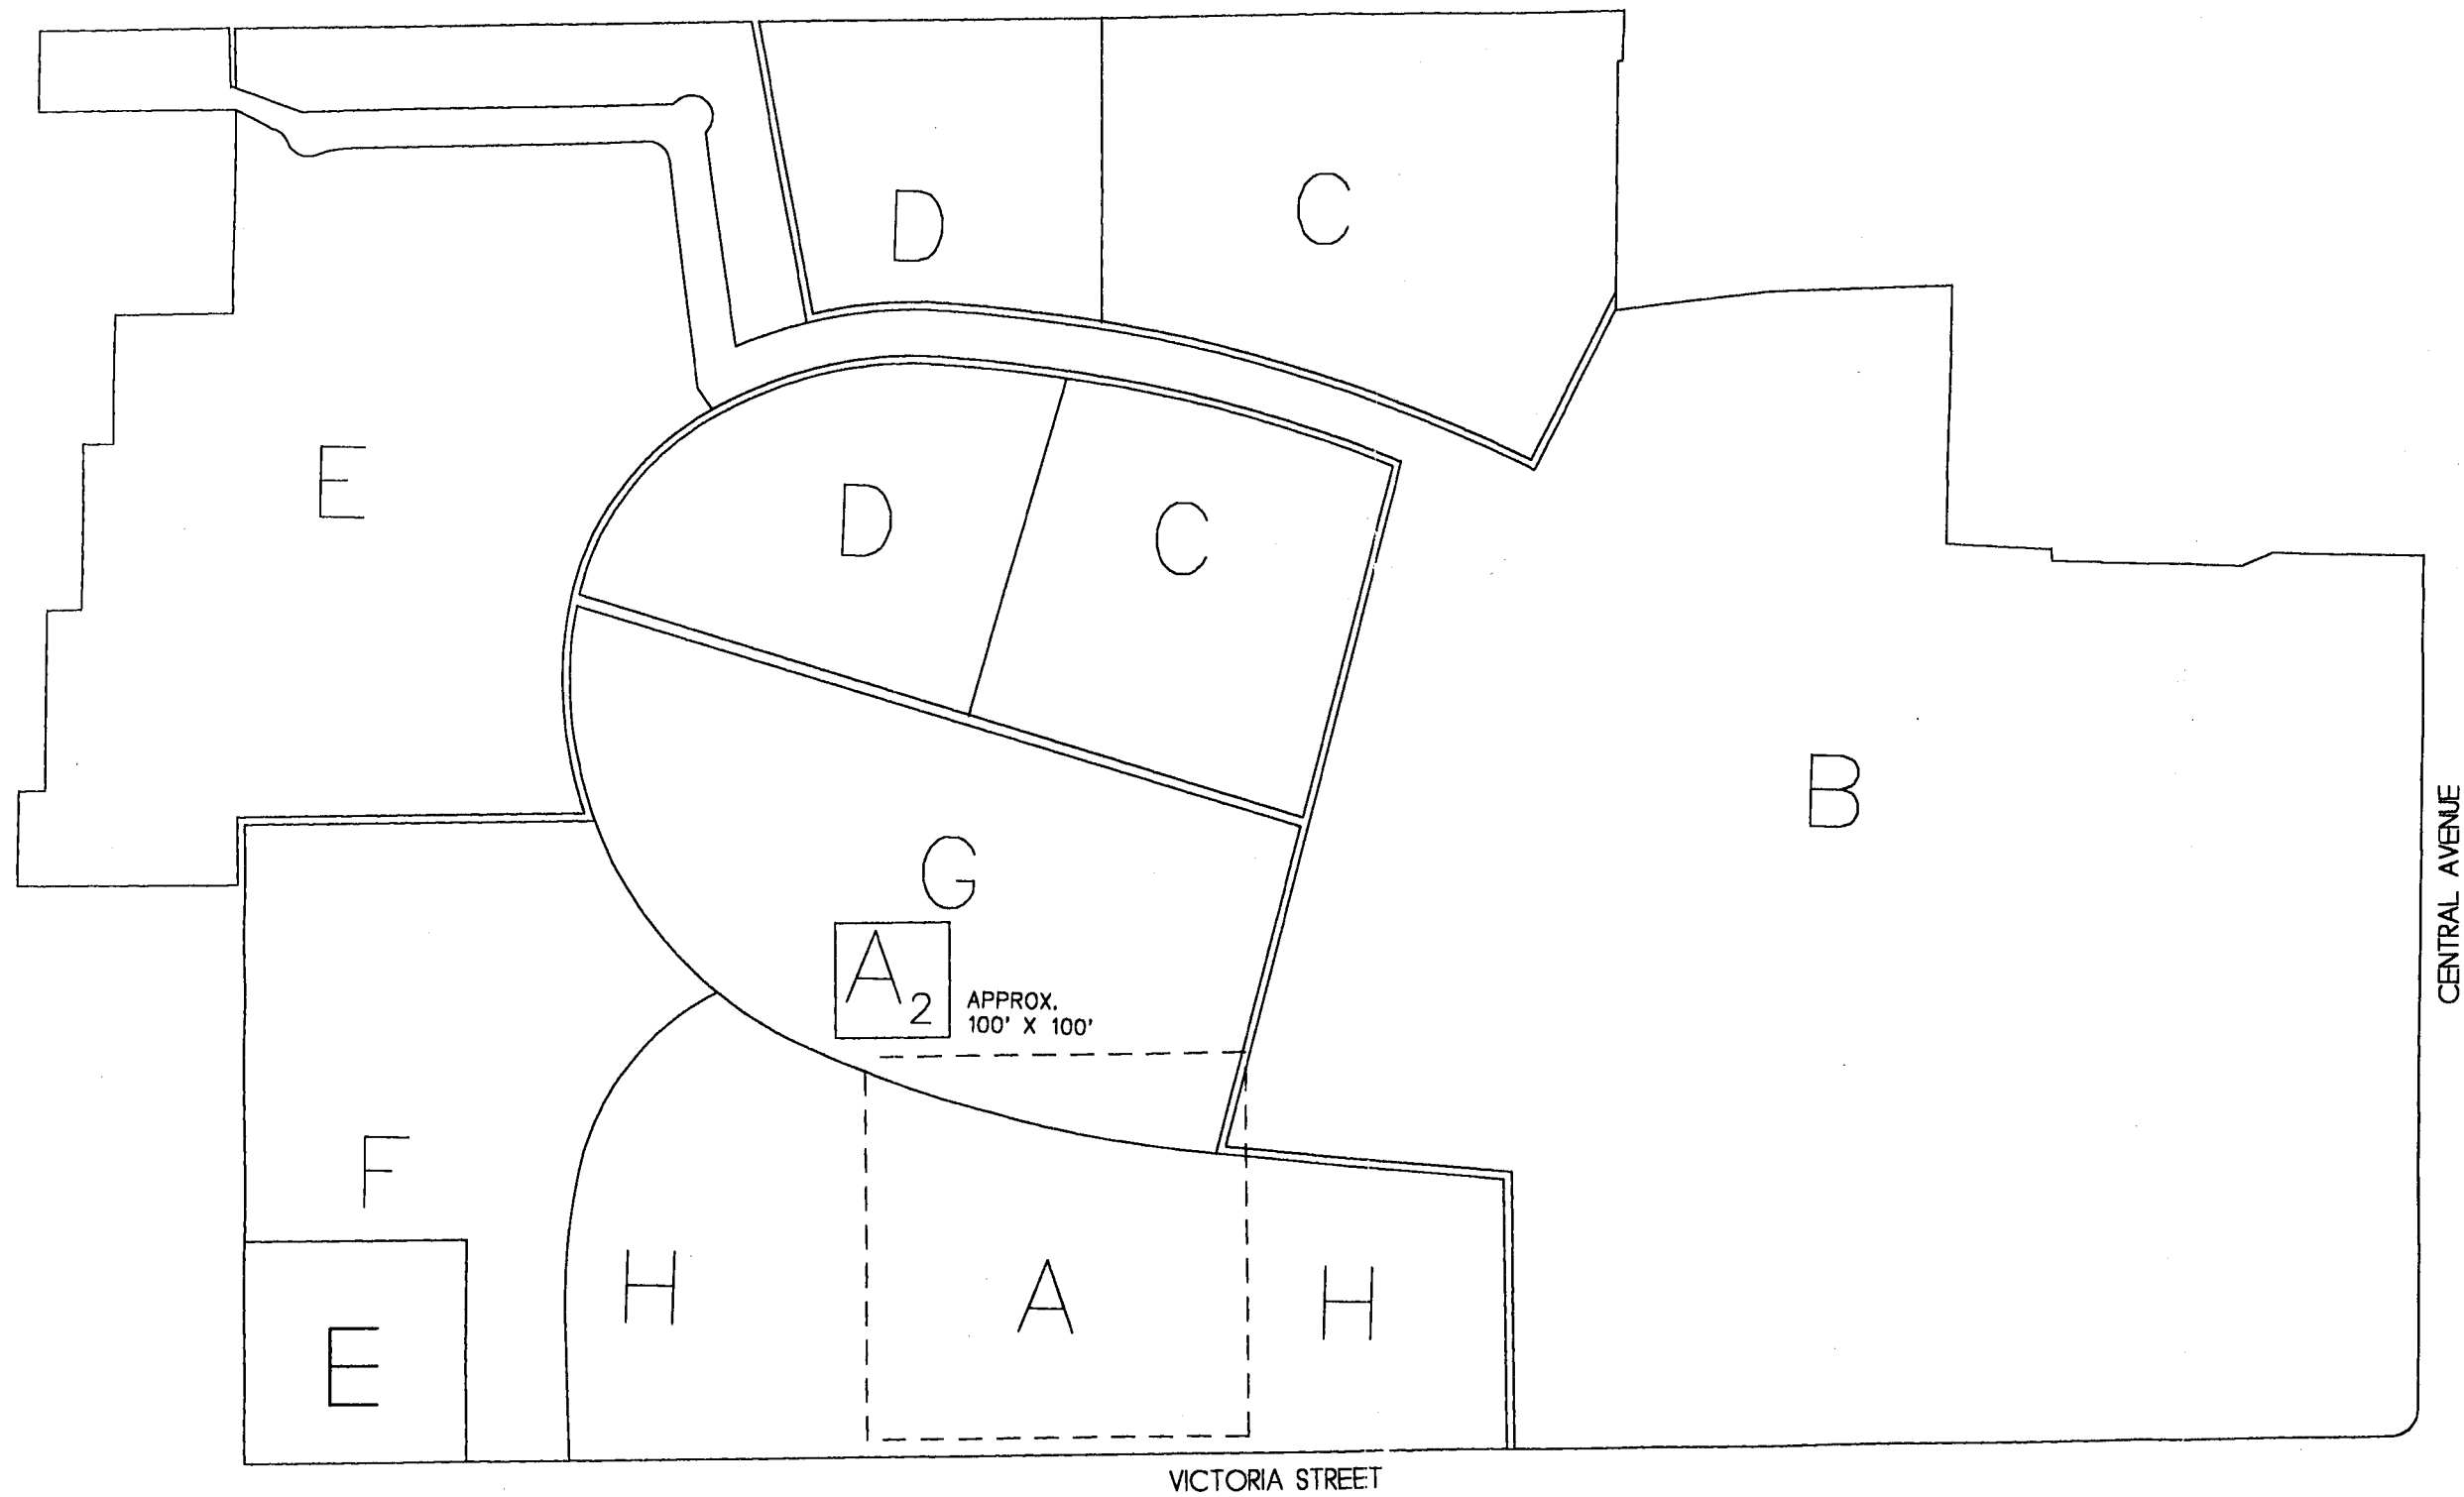 D
C
E
D
C
B
G
A2
APPROX.
100' X 100'
CENTRAL AVENUE
F
H
A
H
E
VICTORIA STREET